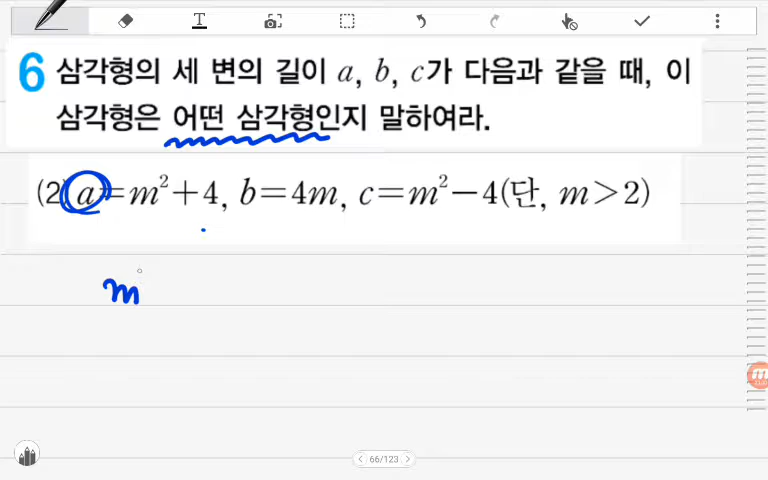 T
6 삼각형의 세 변의 길이 a, b, c가 다음과 같을 때, 이
삼각형은 어떤 삼각형인지 말하여라.
(2) a=m²+4, b=4m, c=m²-4(단, m>2)
m
66/123